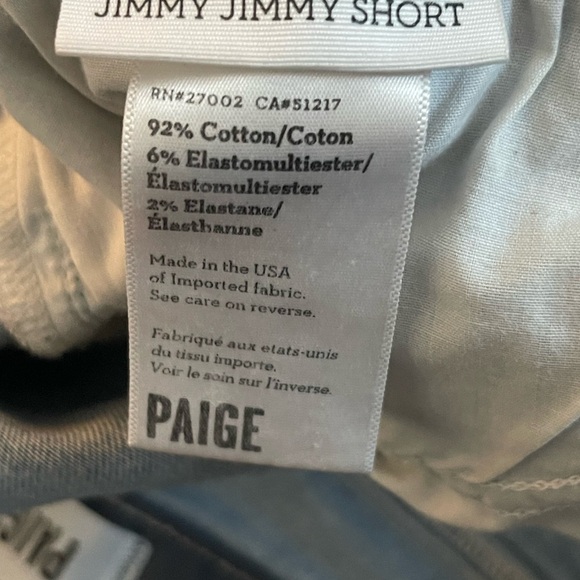 JIMMY JIMMY SHORT
RN#27002 CA#51217
92% Cotton/Coton
6% Elastomultiester/
Élastomultiester
2% Elastane/
Élasthanne
Made in the USA
of Imported fabric.
See care on reverse.
Fabriqué aux etats-unis
du tissu importe.
Voir le soin sur l'inverse.
PAIGE
PAIGE